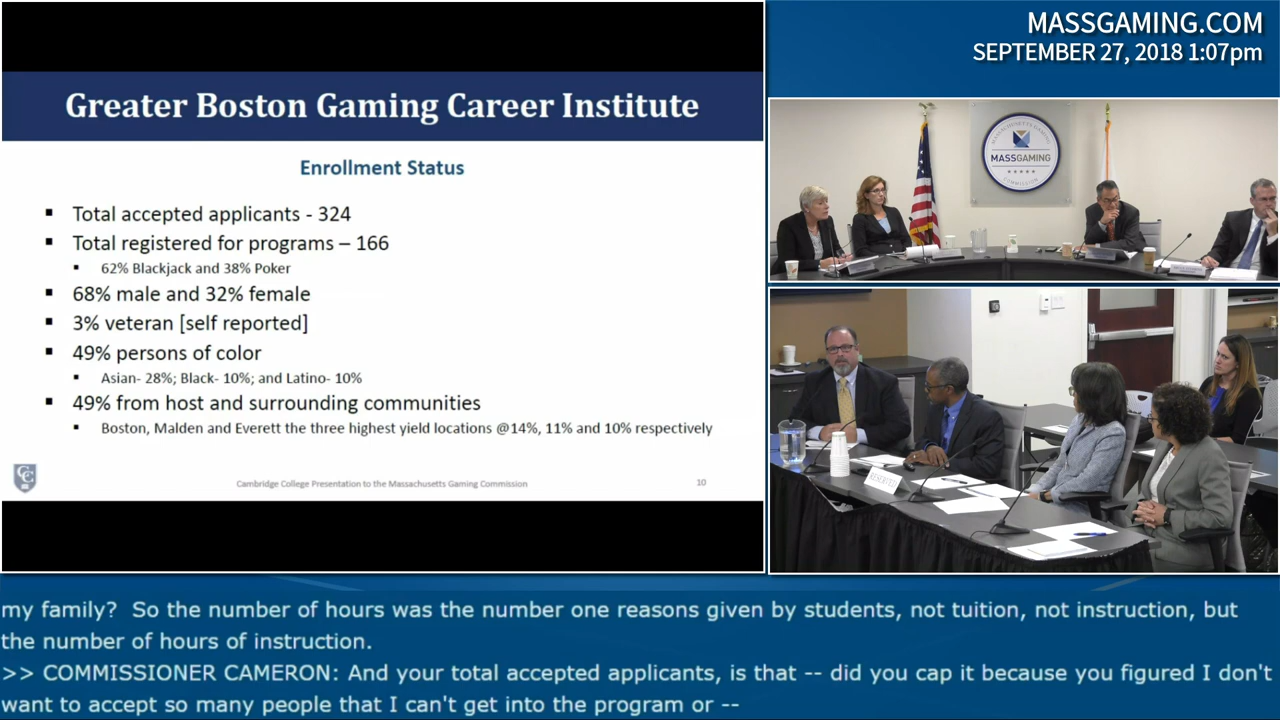 MASSGAMING.COM
SEPTEMBER 27, 2018 1:07pm
Greater Boston Gaming Career Institute
Enrollment Status
▪ Total accepted applicants - 324
▪ Total registered for programs – 166
▪ 62% Blackjack and 38% Poker
▪ 68% male and 32% female
▪ 3% veteran [self reported]
▪ 49% persons of color
▪ Asian- 28%; Black- 10%; and Latino- 10%
▪ 49% from host and surrounding communities
▪ Boston, Malden and Everett the three highest yield locations @14%, 11% and 10% respectively
Cambridge College Presentation to the Massachusetts Gaming Commission
10
MASSACHUSETTS GAMING
MASSGAMING
COMMISSION
RESERVED
my family? So the number of hours was the number one reasons given by students, not tuition, not instruction, but
the number of hours of instruction.
>> COMMISSIONER CAMERON: And your total accepted applicants, is that -- did you cap it because you figured I don't
want to accept so many people that I can't get into the program or --